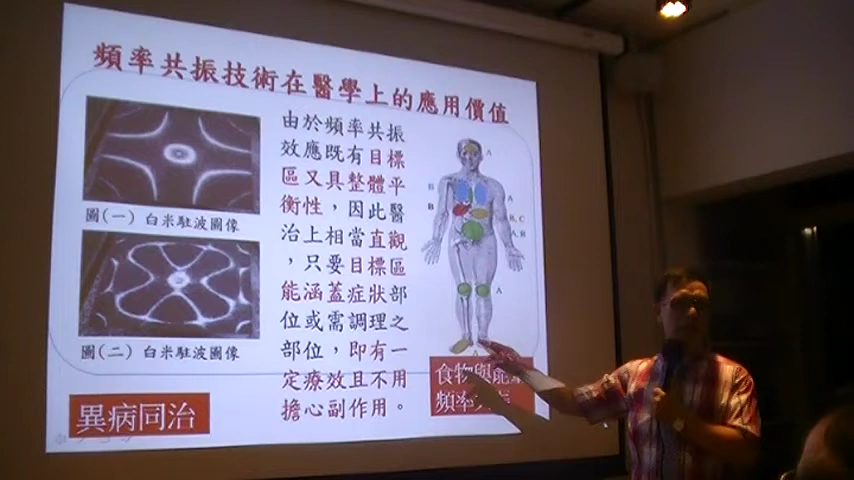 頻率共振技術在醫學上的應用價值
圖(一) 白米駐波圖像
圖(二) 白米駐波圖像
異病同治
由於頻率共振
效應既有目標
區又具整體平
衡性，因此醫
治上相當直觀
，只要目標區
能涵蓋症狀部
位或需調理之
部位，即有一
定療效且不用
擔心副作用。
A
B
B
A
B, C
A, B
A
A
食物與能
頻率